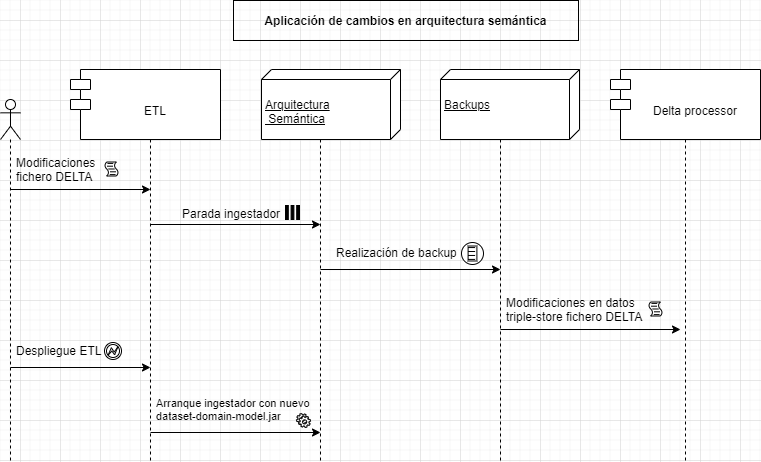 Aplicación de cambios en arquitectura semántica
ETL
Arquitectura
Semántica
Backups
Delta processor
Modificaciones
fichero DELTA
Parada ingestador
Realización de backup
Modificaciones en datos
triple-store fichero DELTA
Despliegue ETL
Arranque ingestador con nuevo
dataset-domain-model.jar